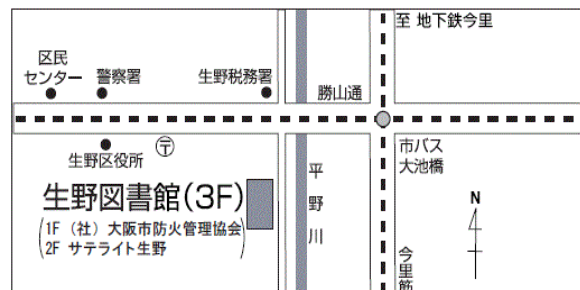 至 地下鉄今里
区民
センター
警察署
生野税務署
勝山通
生野区役所
〒
市バス
大池橋
生野図書館(3F)
1F (社) 大阪市防火管理協会
2F サテライト生野
平野川
N
今里筋